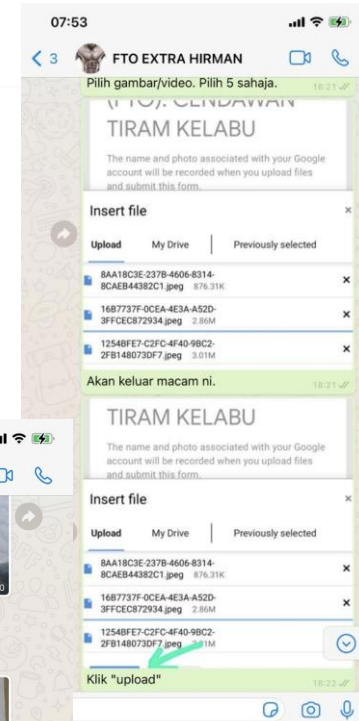 07:53
3
FTO EXTRA HIRMAN
Pilih gambar/video. Pilih 5 sahaja.
18:21
(FTO): CENDAWAN
TIRAM KELABU
The name and photo associated with your Google
account will be recorded when you upload files
and submit this form.
Insert file
×
Upload My Drive Previously selected
8AA18C3E-237B-4606-8314-
8CAEB44382C1.jpeg 876.31K ×
16B7737F-0CEA-4E3A-A52D-
3FFCEC872934.jpeg 2.86M ×
1254BFE7-C2FC-4F40-9BC2-
2FB148073DF7.jpeg 3.01M ×
Akan keluar macam ni.
18:21
TIRAM KELABU
The name and photo associated with your Google
account will be recorded when you upload files
and submit this form.
Insert file
×
Upload My Drive Previously selected
8AA18C3E-237B-4606-8314-
8CAEB44382C1.jpeg 876.31K ×
16B7737F-0CEA-4E3A-A52D-
3FFCEC872934.jpeg 2.86M ×
1254BFE7-C2FC-4F40-9BC2-
2FB148073DF7.jpeg ×
Klik "upload"
18:22